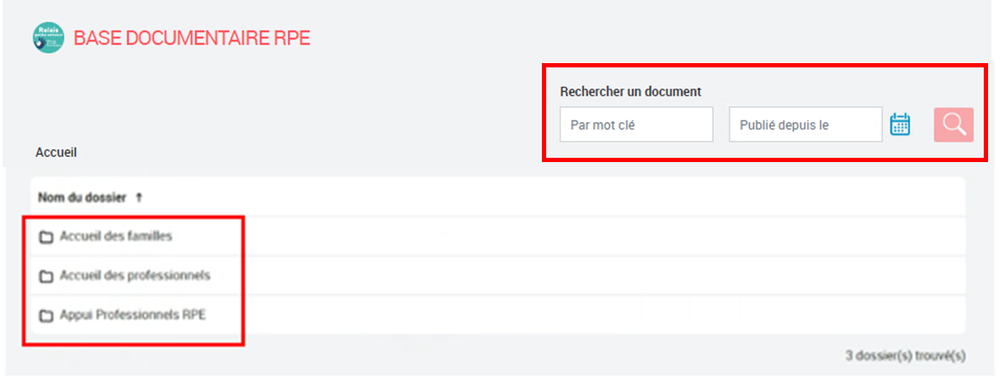 Relais
petite enfance
BASE DOCUMENTAIRE RPE
Rechercher un document
Par mot clé
Publié depuis le
Accueil
Nom du dossier ↑
Accueil des familles
Accueil des professionnels
Appui Professionnels RPE
3 dossier(s) trouvé(s)